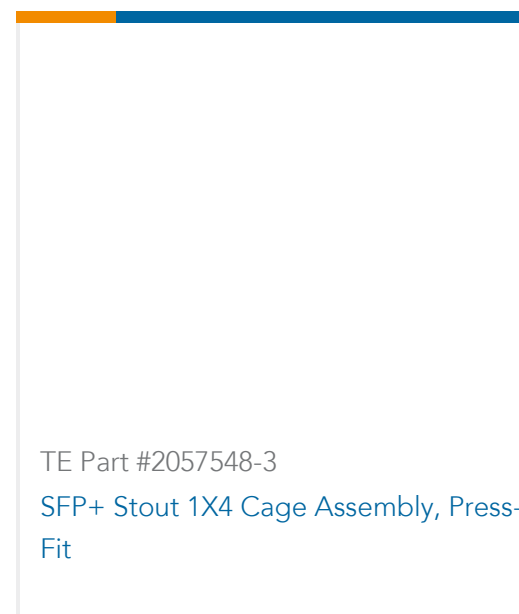 TE Part #2057548-3
SFP+ Stout 1X4 Cage Assembly, Press-
Fit